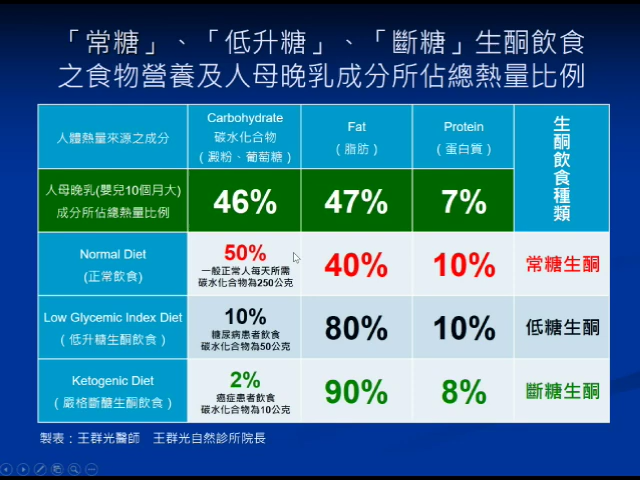 「常糖」、「低升糖」、「斷糖」生酮飲食
之食物營養及人母晚乳成分所佔總熱量比例
人體熱量來源之成分
Carbohydrate
碳水化合物
（澱粉、葡萄糖）
Fat
（脂肪）
Protein
（蛋白質）
生酮飲食種類
人母晚乳(嬰兒10個月大)
成分所佔總熱量比例
46%
47%
7%
Normal Diet
(正常飲食)
50%
一般正常人每天所需
碳水化合物為250公克
40%
10%
常糖生酮
Low Glycemic Index Diet
（低升糖生酮飲食）
10%
糖尿病患者飲食
碳水化合物為50公克
80%
10%
低糖生酮
Ketogenic Diet
（嚴格斷醣生酮飲食）
2%
癌症患者飲食
碳水化合物為10公克
90%
8%
斷糖生酮
製表：王群光醫師　王群光自然診所院長